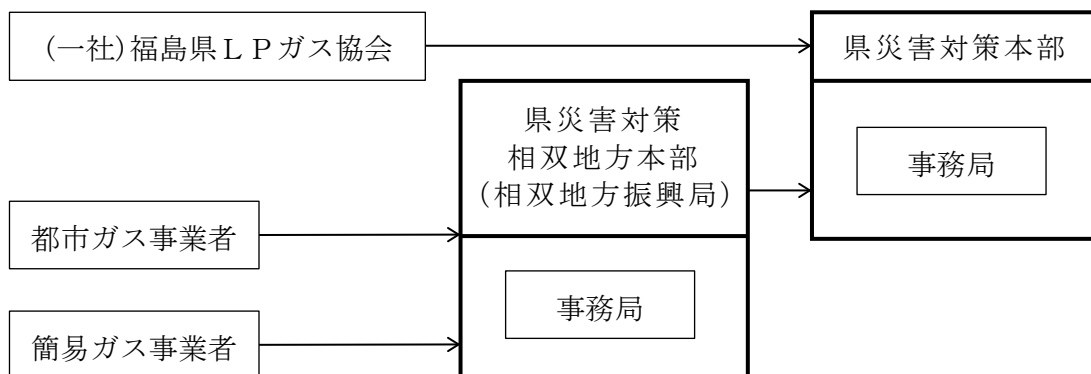 (一社)福島県ＬＰガス協会
県災害対策本部
事務局
県災害対策
相双地方本部
(相双地方振興局)
事務局
都市ガス事業者
簡易ガス事業者